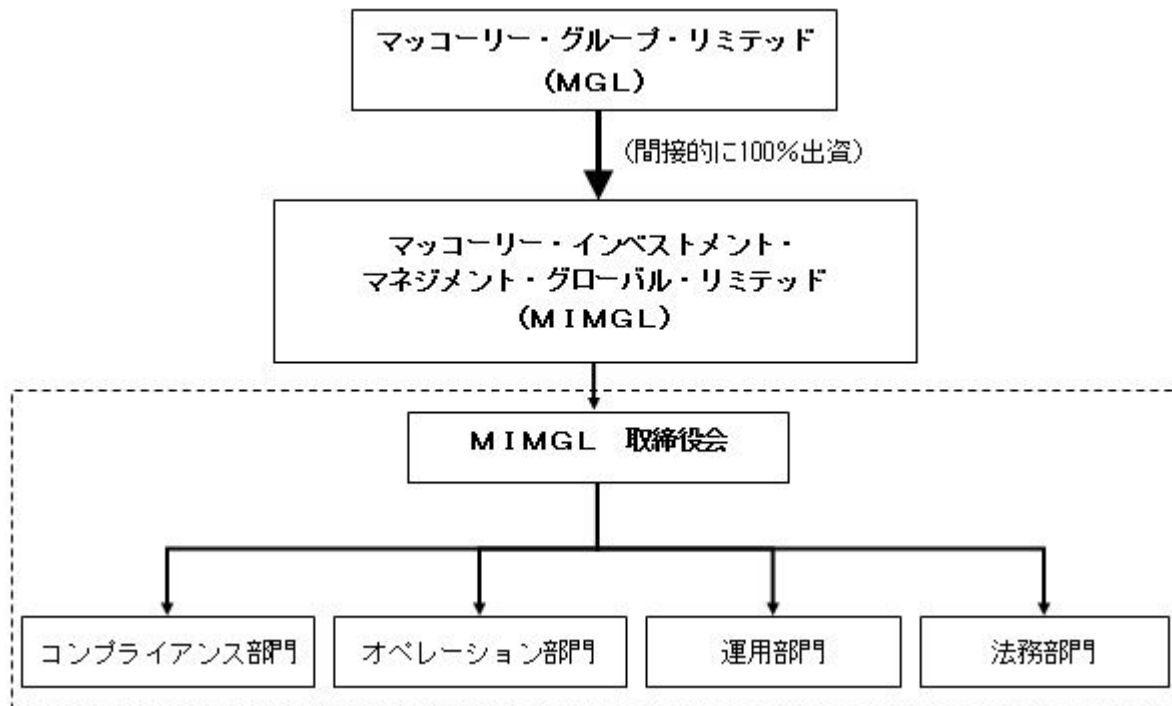 マッコーリー・グループ・リミテッド
（ＭＧＬ）
（間接的に100％出資）
マッコーリー・インベストメント・
マネジメント・グローバル・リミテッド
（ＭＩＭＧＬ）
ＭＩＭＧＬ　取締役会
コンプライアンス部門
オペレーション部門
運用部門
法務部門